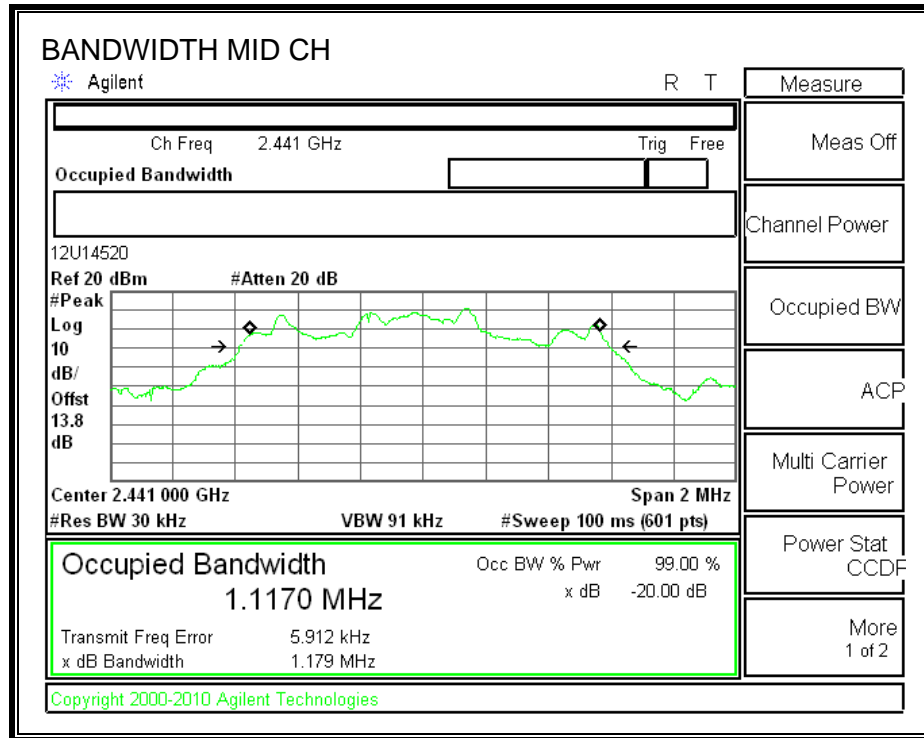 BANDWIDTH MID CH
Agilent R T
Ch Freq 2.441 GHz Trig Free
Occupied Bandwidth
12U14520
Ref 20 dBm #Atten 20 dB
#Peak
Log
10
dB/
Offst
13.8
dB
Center 2.441 000 GHz Span 2 MHz
#Res BW 30 kHz VBW 91 kHz #Sweep 100 ms (601 pts)
Occupied Bandwidth Occ BW % Pwr 99.00 %
1.1170 MHz x dB -20.00 dB
Transmit Freq Error 5.912 kHz
x dB Bandwidth 1.179 MHz
Copyright 2000-2010 Agilent Technologies
Measure
Meas Off
Channel Power
Occupied BW
ACP
Multi Carrier
Power
Power Stat
CCDF
More
1 of 2